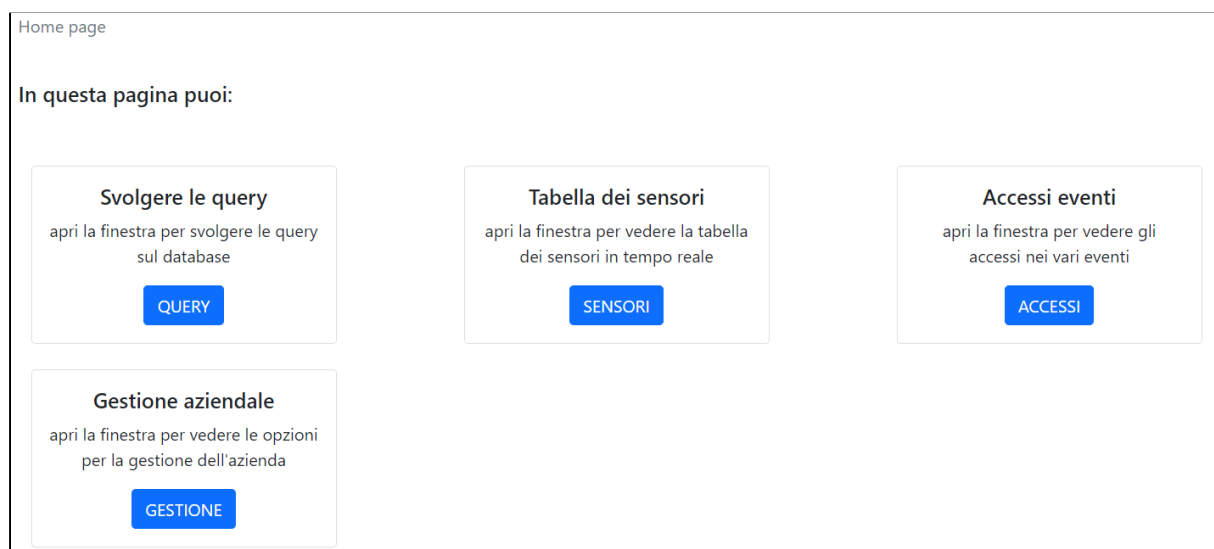 Home page
In questa pagina puoi:
Svolgere le query
apri la finestra per svolgere le query
sul database
QUERY
Tabella dei sensori
apri la finestra per vedere la tabella
dei sensori in tempo reale
SENSORI
Accessi eventi
apri la finestra per vedere gli
accessi nei vari eventi
ACCESSI
Gestione aziendale
apri la finestra per vedere le opzioni
per la gestione dell'azienda
GESTIONE